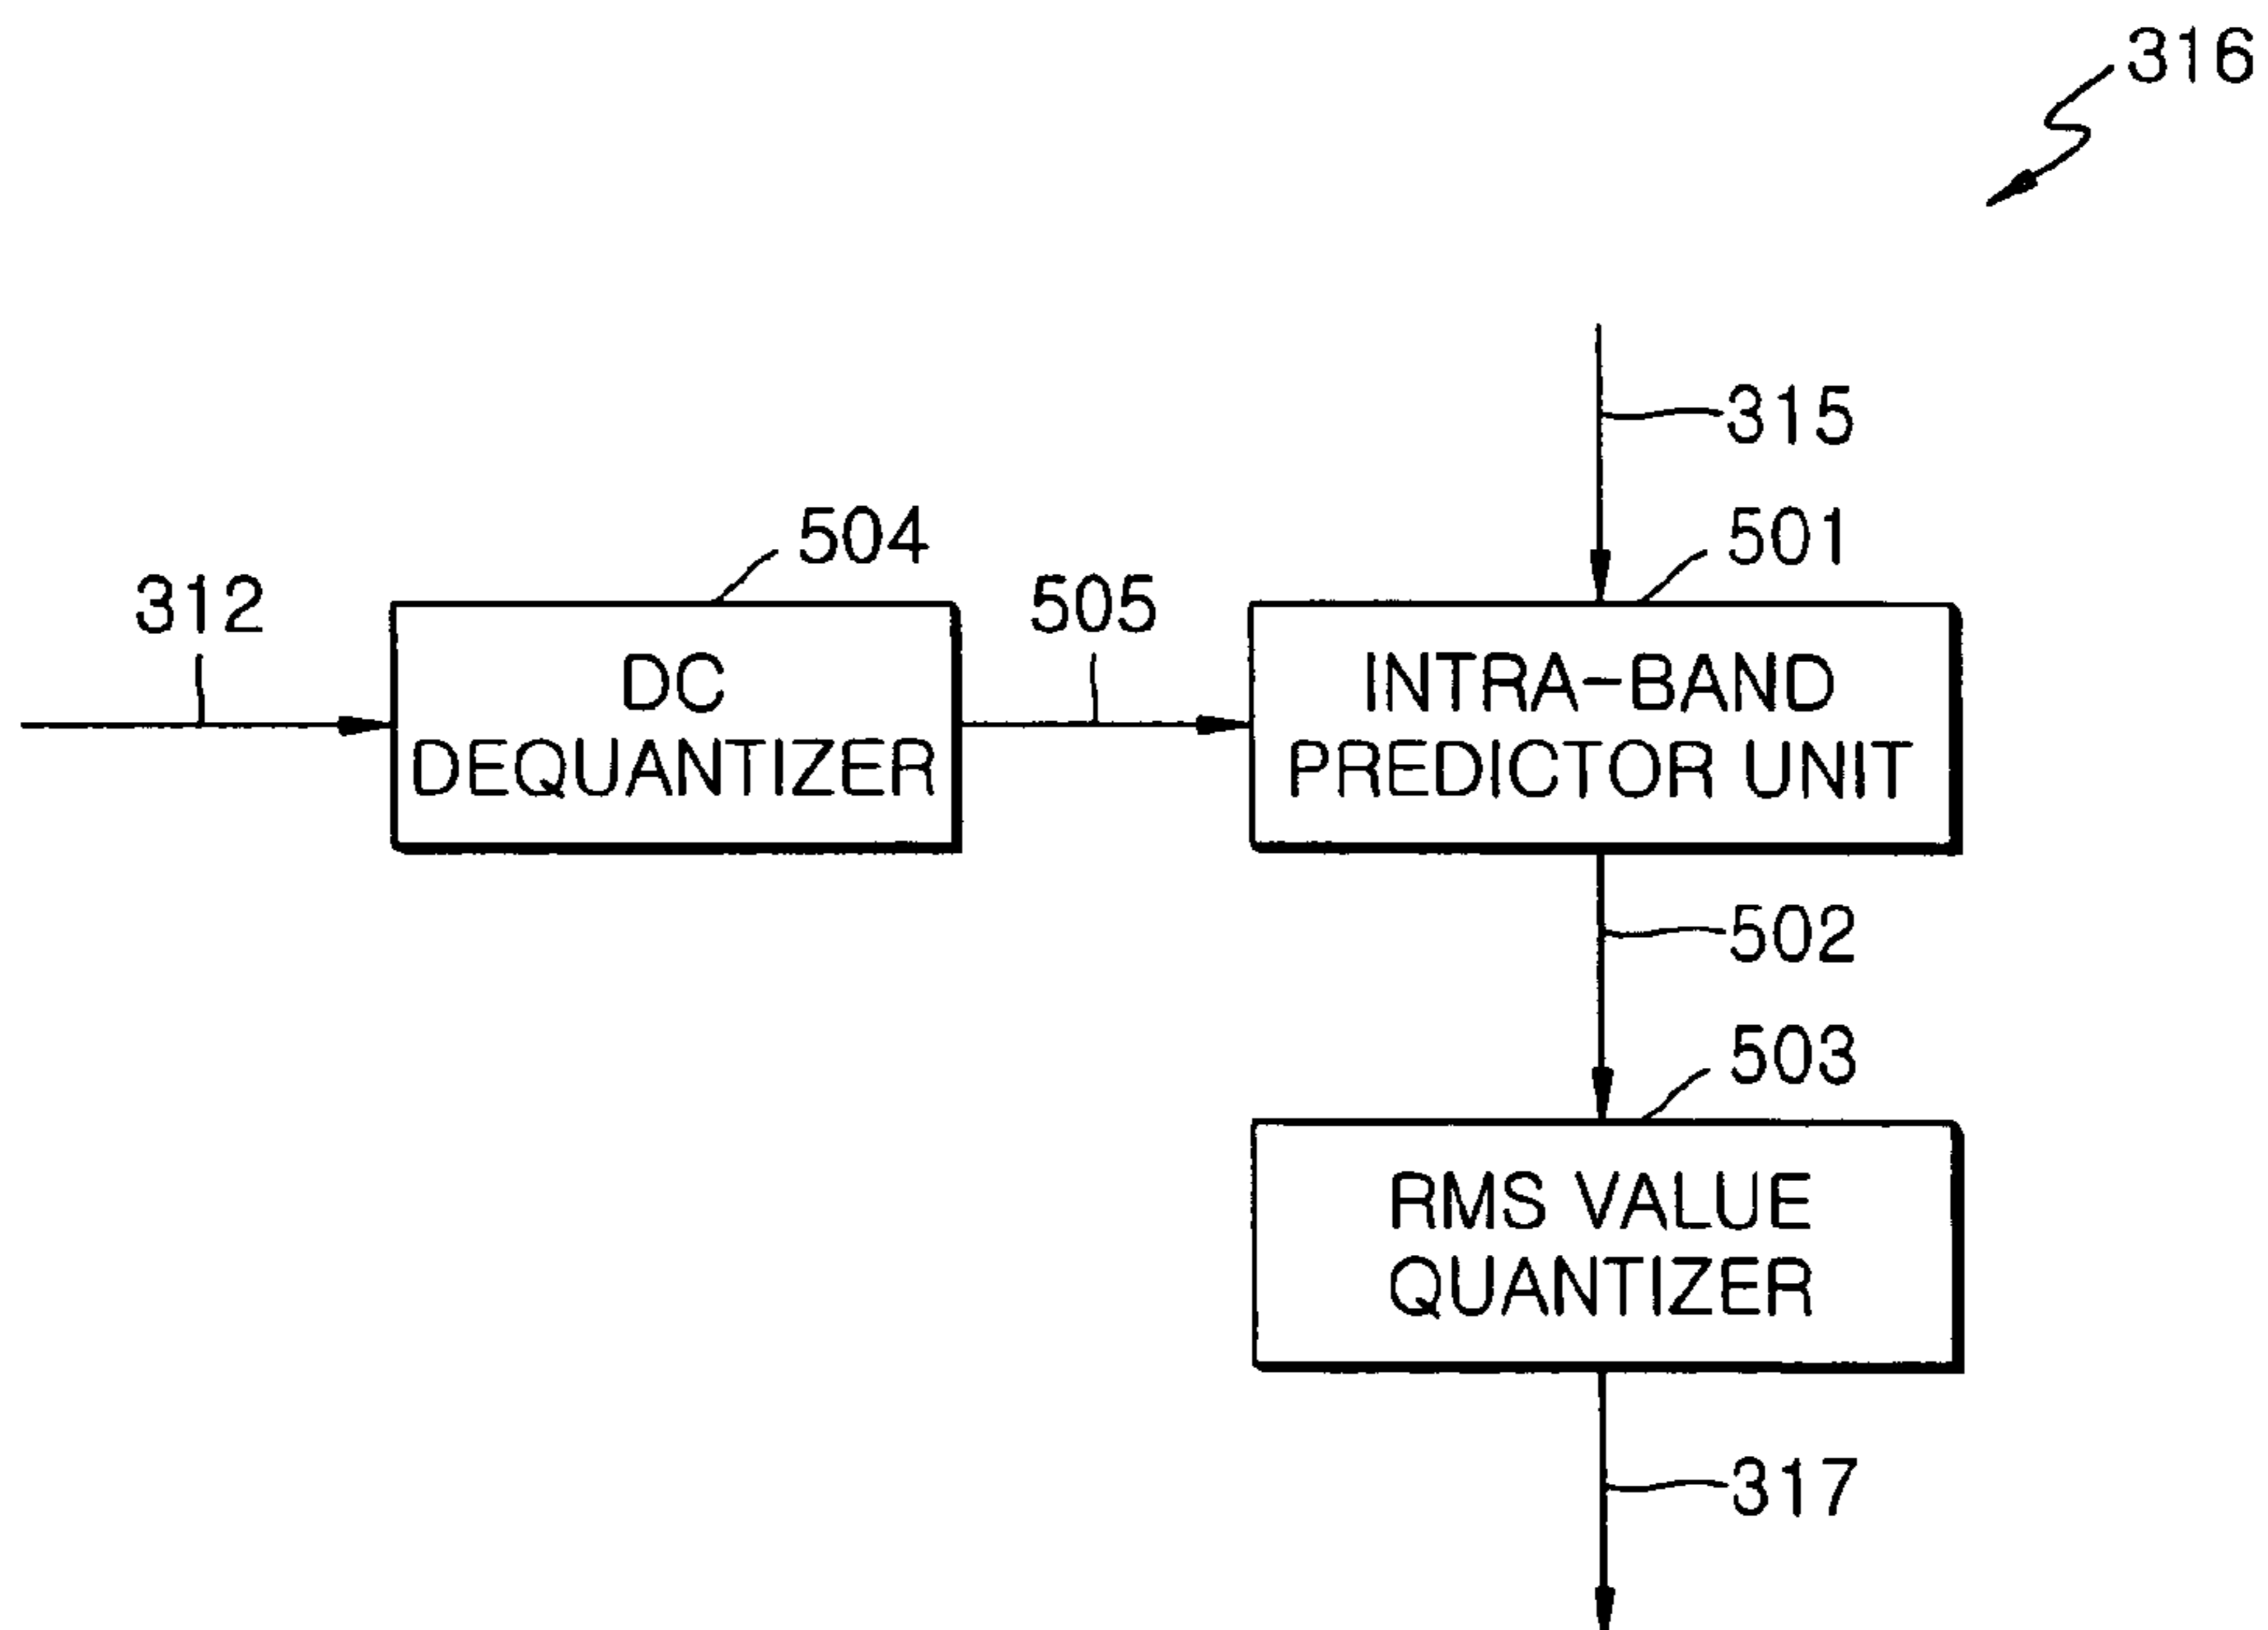 316
315
504
501
312
505
DC
DEQUANTIZER
INTRA-BAND
PREDICTOR UNIT
502
503
RMS VALUE
QUANTIZER
317